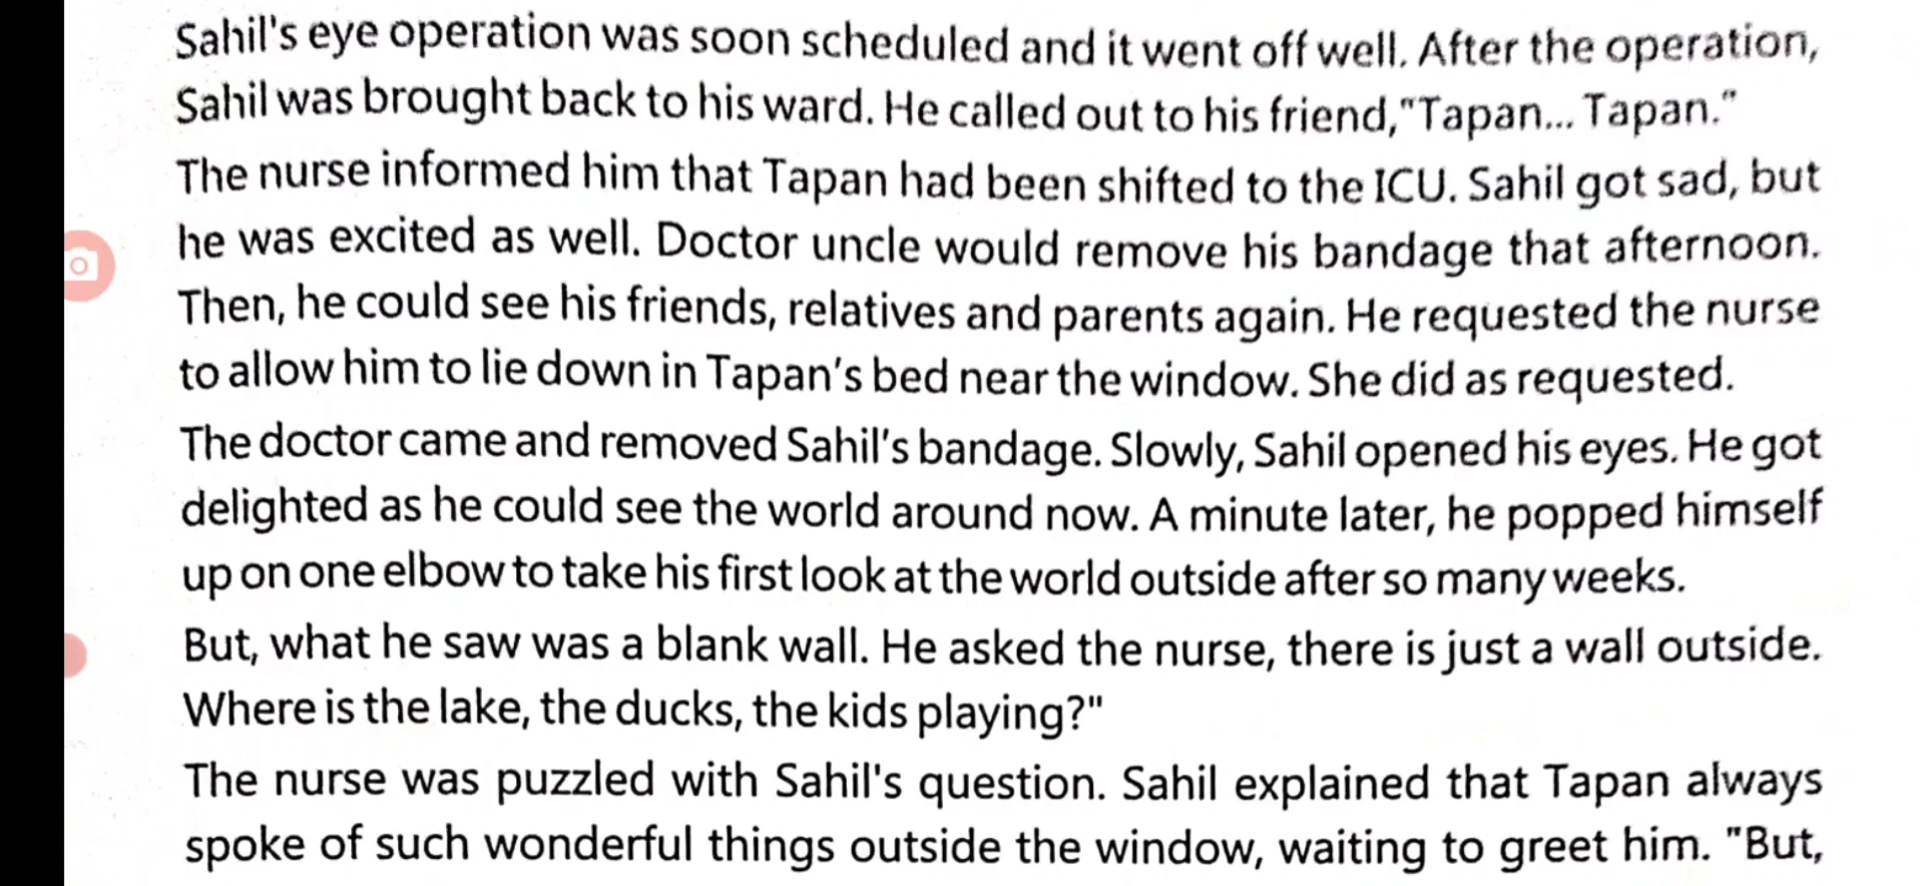 Sahil's eye operation was soon scheduled and it went off well. After the operation,
Sahil was brought back to his ward. He called out to his friend,"Tapan... Tapan."
The nurse informed him that Tapan had been shifted to the ICU. Sahil got sad, but
he was excited as well. Doctor uncle would remove his bandage that afternoon.
Then, he could see his friends, relatives and parents again. He requested the nurse
to allow him to lie down in Tapan's bed near the window. She did as requested.
The doctor came and removed Sahil's bandage. Slowly, Sahil opened his eyes. He got
delighted as he could see the world around now. A minute later, he popped himself
up on one elbow to take his first look at the world outside after so many weeks.
But, what he saw was a blank wall. He asked the nurse, there is just a wall outside.
Where is the lake, the ducks, the kids playing?"
The nurse was puzzled with Sahil's question. Sahil explained that Tapan always
spoke of such wonderful things outside the window, waiting to greet him. "But,